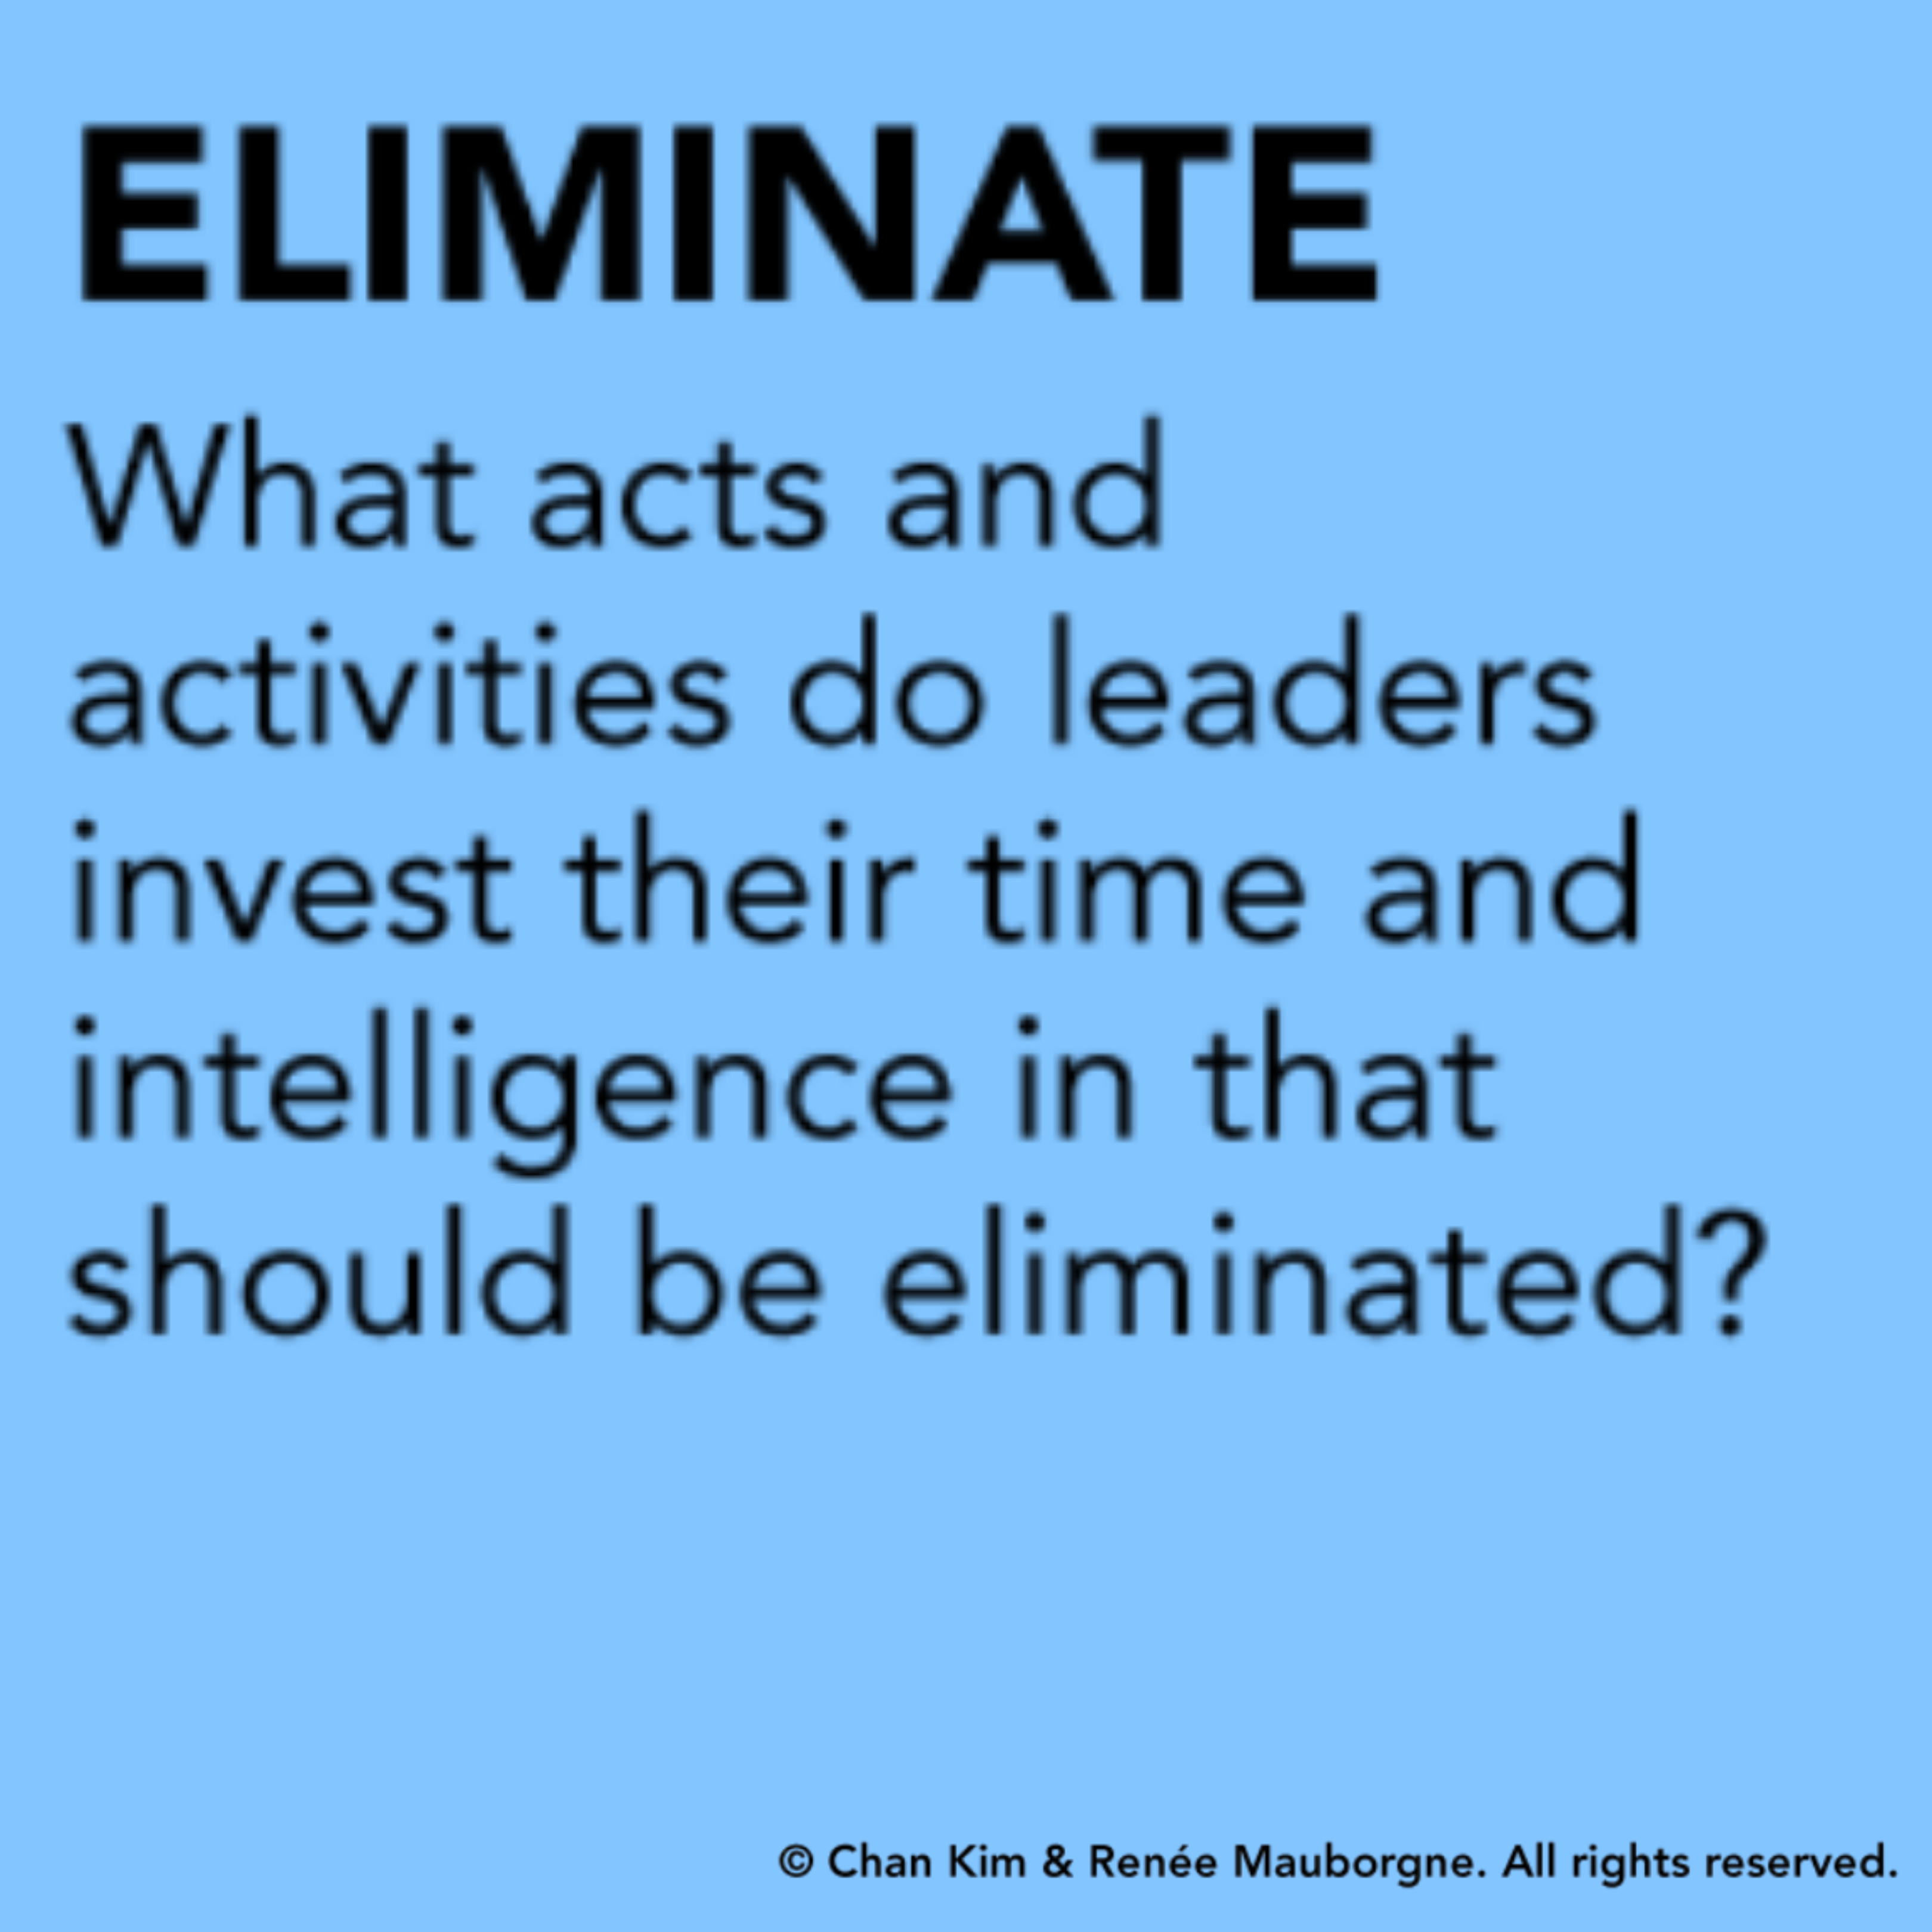 ELIMINATE
What acts and
activities do leaders
invest their time and
intelligence in that
should be eliminated?
© Chan Kim & Renée Mauborgne. All rights reserved.